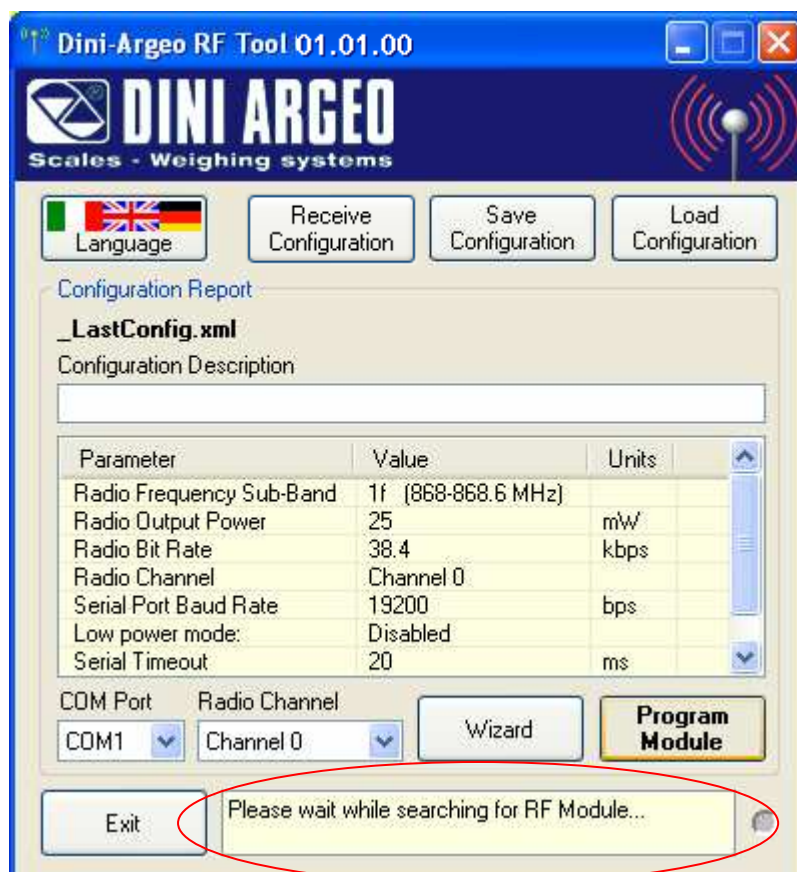 Dini-Argeo RF Tool 01.01.00
DINI ARGEO
Scales - Weighing systems
Language
Receive
Configuration
Save
Configuration
Load
Configuration
Configuration Report
_LastConfig.xml
Configuration Description
Parameter Value Units
Radio Frequency Sub-Band 1f (868-868.6 MHz)
Radio Output Power 25 mW
Radio Bit Rate 38.4 kbps
Radio Channel Channel 0
Serial Port Baud Rate 19200 bps
Low power mode: Disabled
Serial Timeout 20 ms
COM Port Radio Channel
COM1 Channel 0
Wizard
Program
Module
Exit
Please wait while searching for RF Module...